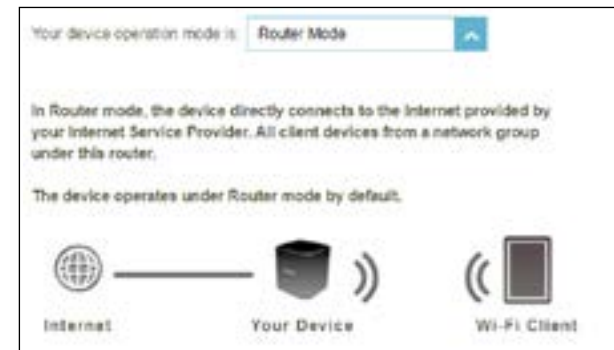 Your device operation mode is: Router Mode
In Router mode, the device directly connects to the Internet provided by
your Internet Service Provider. All client devices from a network group
under this router.
The device operates under Router mode by default.
Internet Your Device Wi-Fi Client